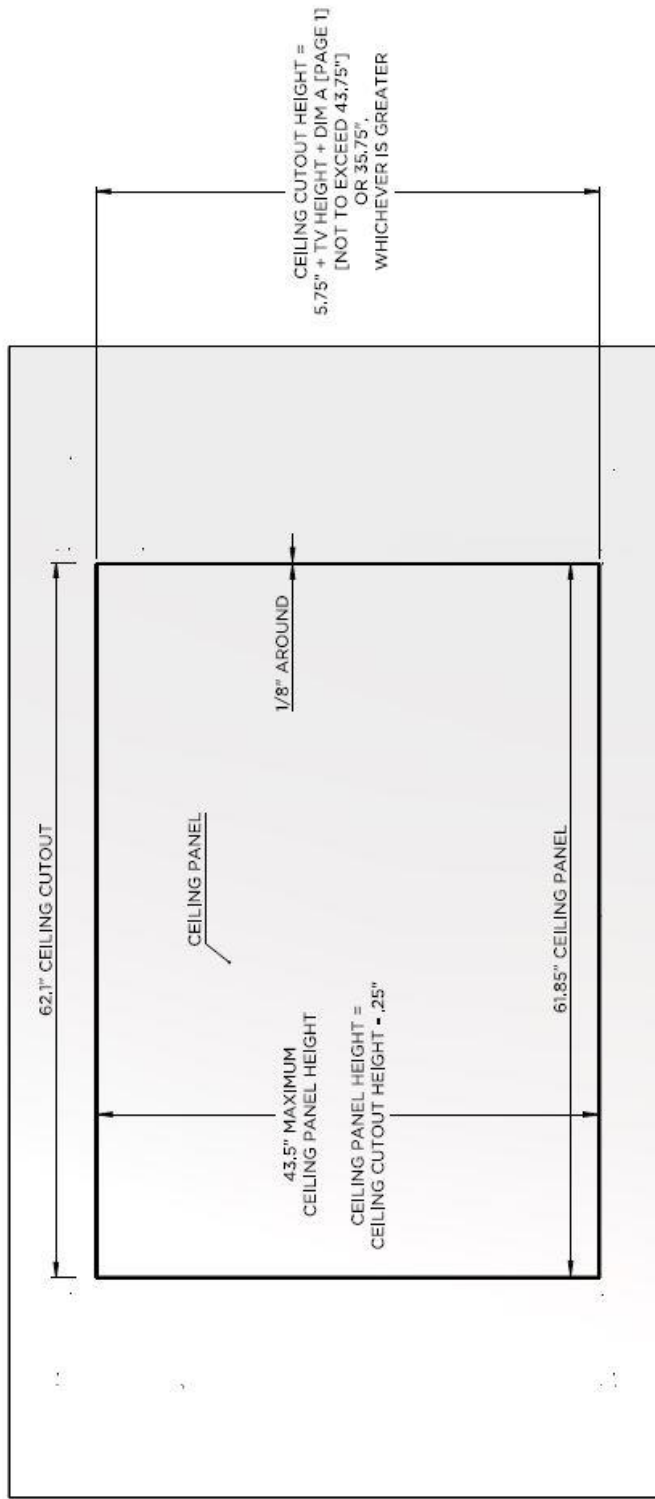 62.1" CEILING CUTOUT
CEILING PANEL
1/8" AROUND
43.5" MAXIMUM
CEILING PANEL HEIGHT
CEILING PANEL HEIGHT =
CEILING CUTOUT HEIGHT - .25"
61.85" CEILING PANEL
CEILING CUTOUT HEIGHT =
5.75" + TV HEIGHT + DIM A [PAGE 1]
[NOT TO EXCEED 43.75"]
OR 35.75",
WHICHEVER IS GREATER